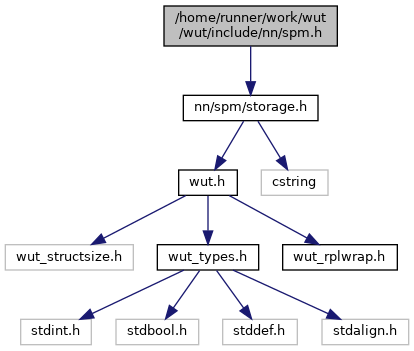 /home/runner/work/wut
/wut/include/nn/spm.h
nn/spm/storage.h
wut.h
cstring
wut_structsize.h
wut_types.h
wut_rplwrap.h
stdint.h
stdbool.h
stddef.h
stdalign.h